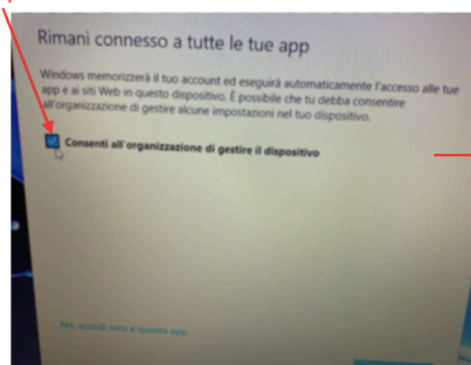 Rimani connesso a tutte le tue app
Windows memorizzerà il tuo account ed eseguirà automaticamente l'accesso alle tue
app e ai siti Web in questo dispositivo. È possibile che tu debba consentire
all'organizzazione di gestire alcune impostazioni nel tuo dispositivo.
Consenti all'organizzazione di gestire il dispositivo
No, accedi solo a questa app